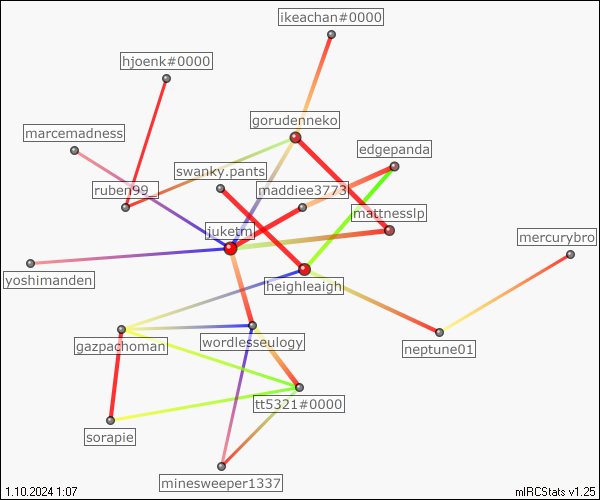 ikeachan#0000
hjoenk#0000
gorudenneko
marcemadness
edgepanda
swanky.pants
maddiee3773
ruben99_
mattnesslp
juketrn
mercurybro
yoshimanden
heighleaigh
wordlesseulogy
gazpachoman
neptune01
tt5321#0000
sorapie
minesweeper1337
1.10.2024 1:07
mIRCStats v1.25